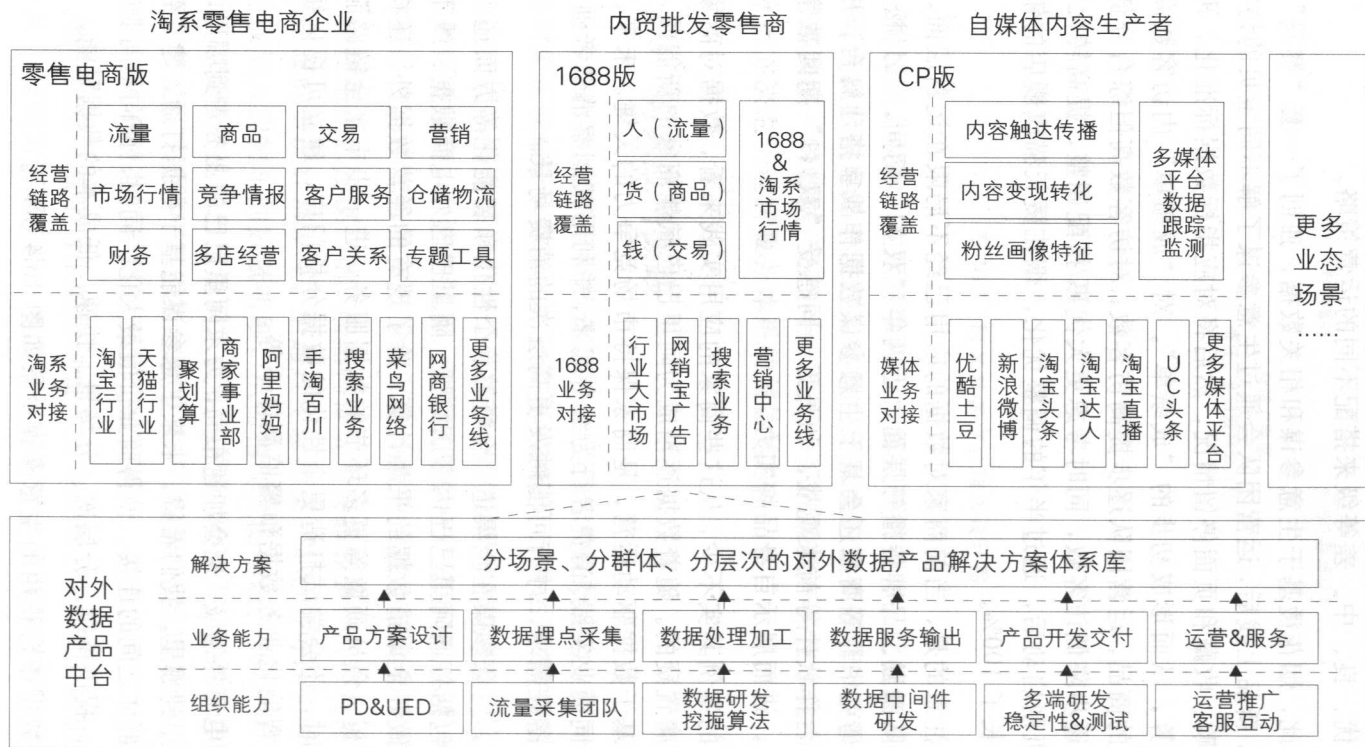 淘系零售电商企业
内贸批发零售商
自媒体内容生产者
零售电商版
经营
链路
覆盖
流量
商品
交易
营销
市场行情
竞争情报
客户服务
仓储物流
财务
多店经营
客户关系
专题工具
淘系
业务
对接
淘宝行业
天猫行业
聚划算
商家事业部
阿里妈妈
手淘百川
搜索业务
菜鸟网络
网商银行
更多业务线
1688版
经营
链路
覆盖
人（流量）
货（商品）
钱（交易）
1688
&
淘系
市场
行情
1688
业务
对接
行业大市场
网销宝广告
搜索业务
营销中心
更多业务线
CP版
经营
链路
覆盖
内容触达传播
内容变现转化
粉丝画像特征
多媒体
平台
数据
跟踪
监测
媒体
业务
对接
优酷土豆
新浪微博
淘宝头条
淘宝达人
淘宝直播
UC头条
更多媒体平台
更多
业态
场景
……
对外
数据
产品
中台
解决方案
分场景、分群体、分层次的对外数据产品解决方案体系库
业务能力
产品方案设计
数据埋点采集
数据处理加工
数据服务输出
产品开发交付
运营&服务
组织能力
PD&UED
流量采集团队
数据研发
挖掘算法
数据中间件
研发
多端研发
稳定性&测试
运营推广
客服互动